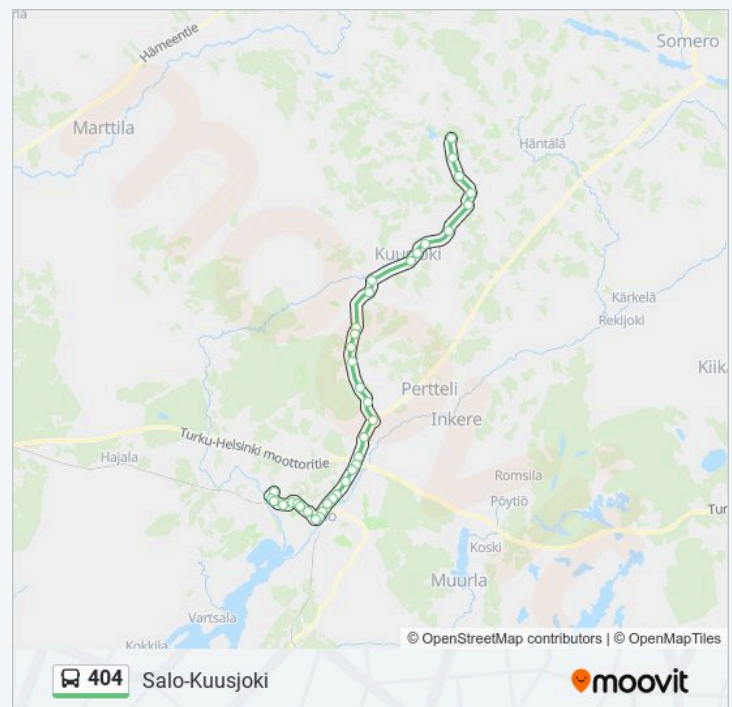 Hämeentie
Somero
Marttila
Häntälä
Kuusjoki
Kärkelä
Rekijoki
Kiika
Pertteli
Inkere
Turku-Helsinki moottoritie
Hajala
Romsila
Pöytiö
Tur
Koski
Muurla
Vartsala
Kokkila
© OpenStreetMap contributors | © OpenMapTiles
404 Salo-Kuusjoki
moovit